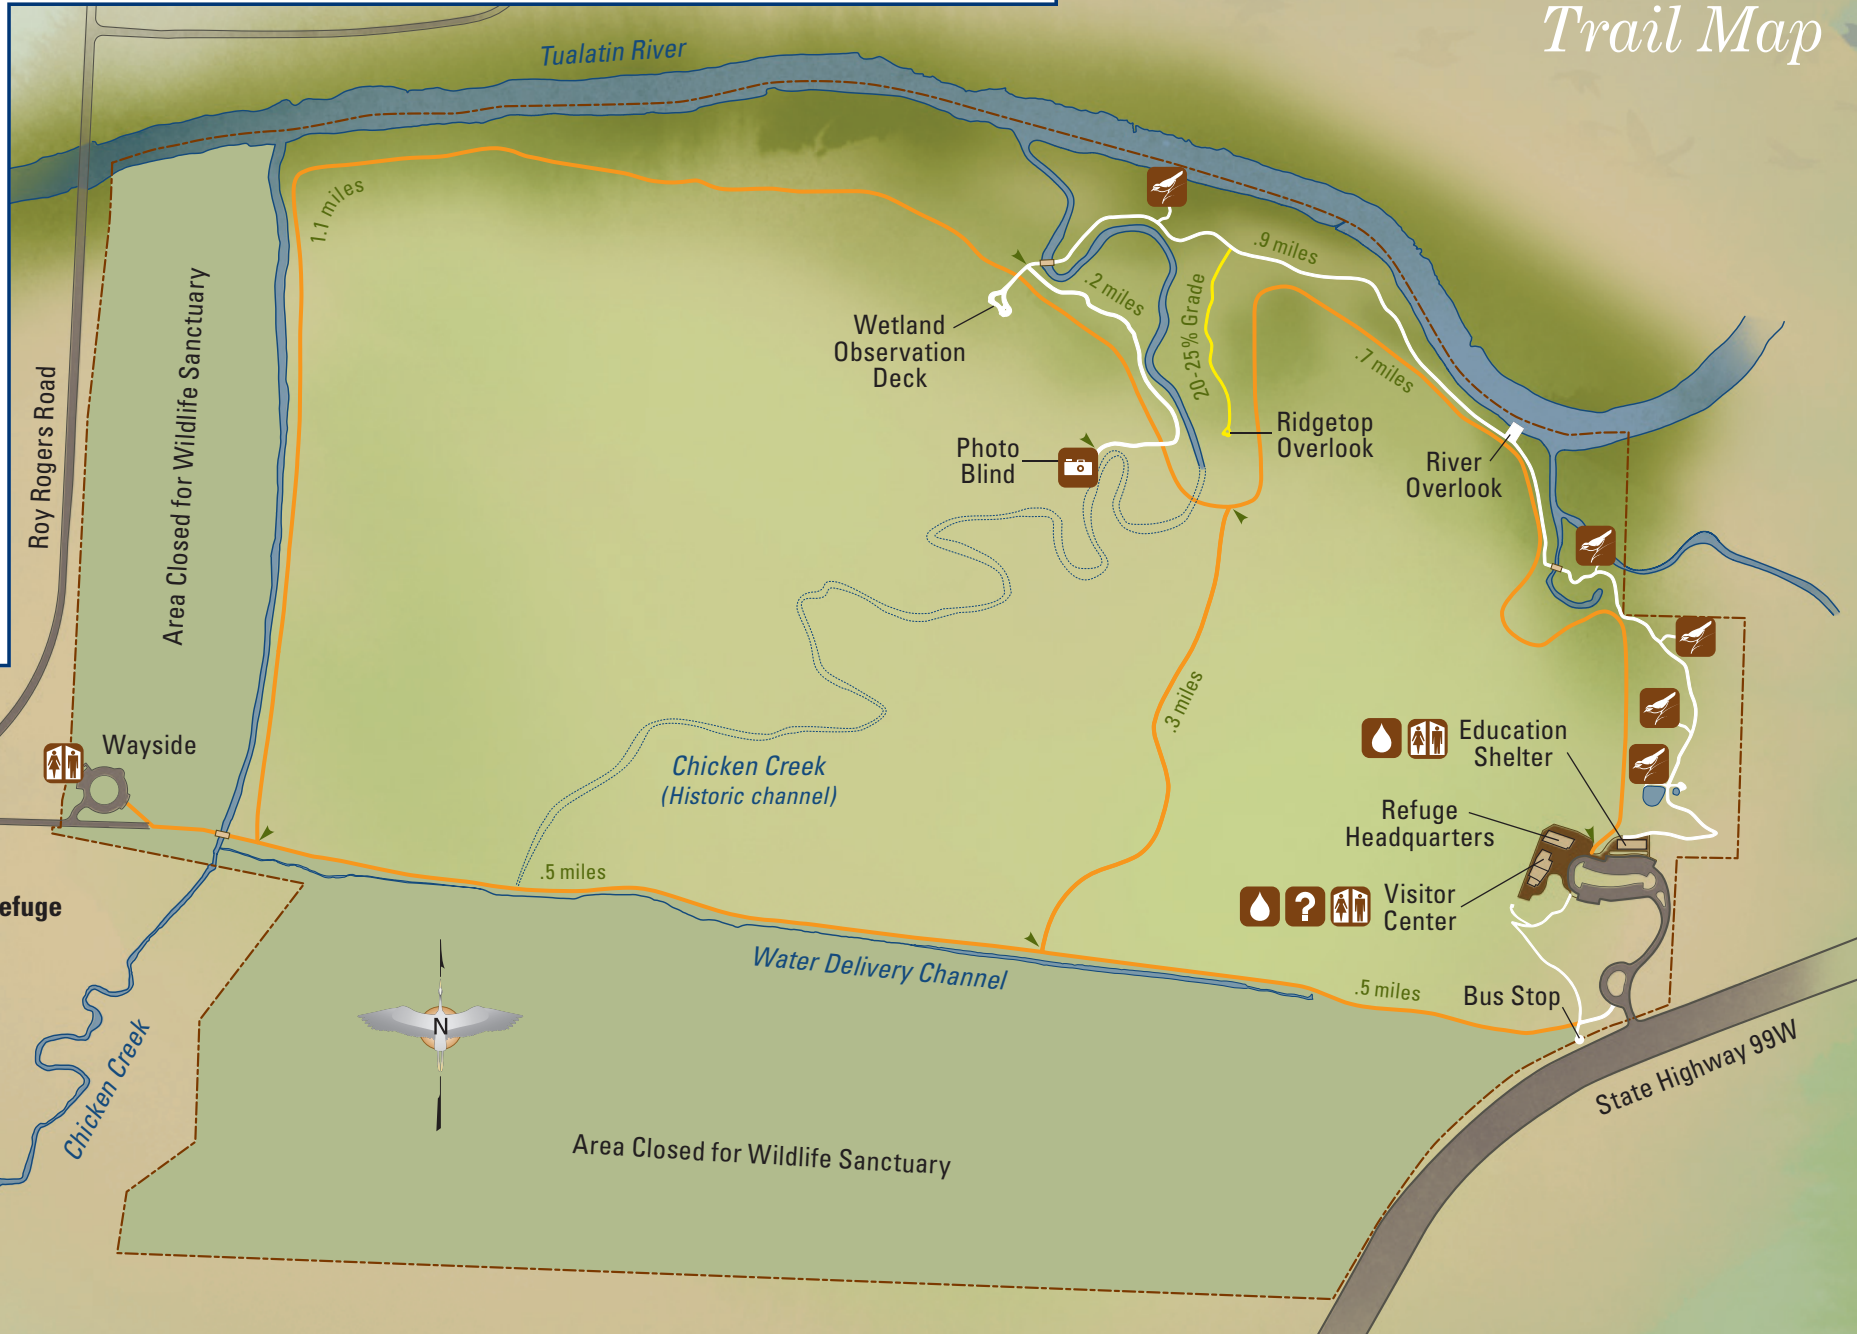 Trail Map
Tualatin River
1.1 miles
.9 miles
.2 miles
20-25% Grade
.7 miles
Wetland
Observation
Deck
Area Closed for Wildlife Sanctuary
Roy Rogers Road
Photo
Blind
Ridgetop
Overlook
River
Overlook
.3 miles
Wayside
Chicken Creek
(Historic channel)
Education
Shelter
Refuge
Headquarters
.5 miles
?
Visitor
Center
efuge
Water Delivery Channel
.5 miles
Bus Stop
N
Chicken Creek
State Highway 99W
Area Closed for Wildlife Sanctuary